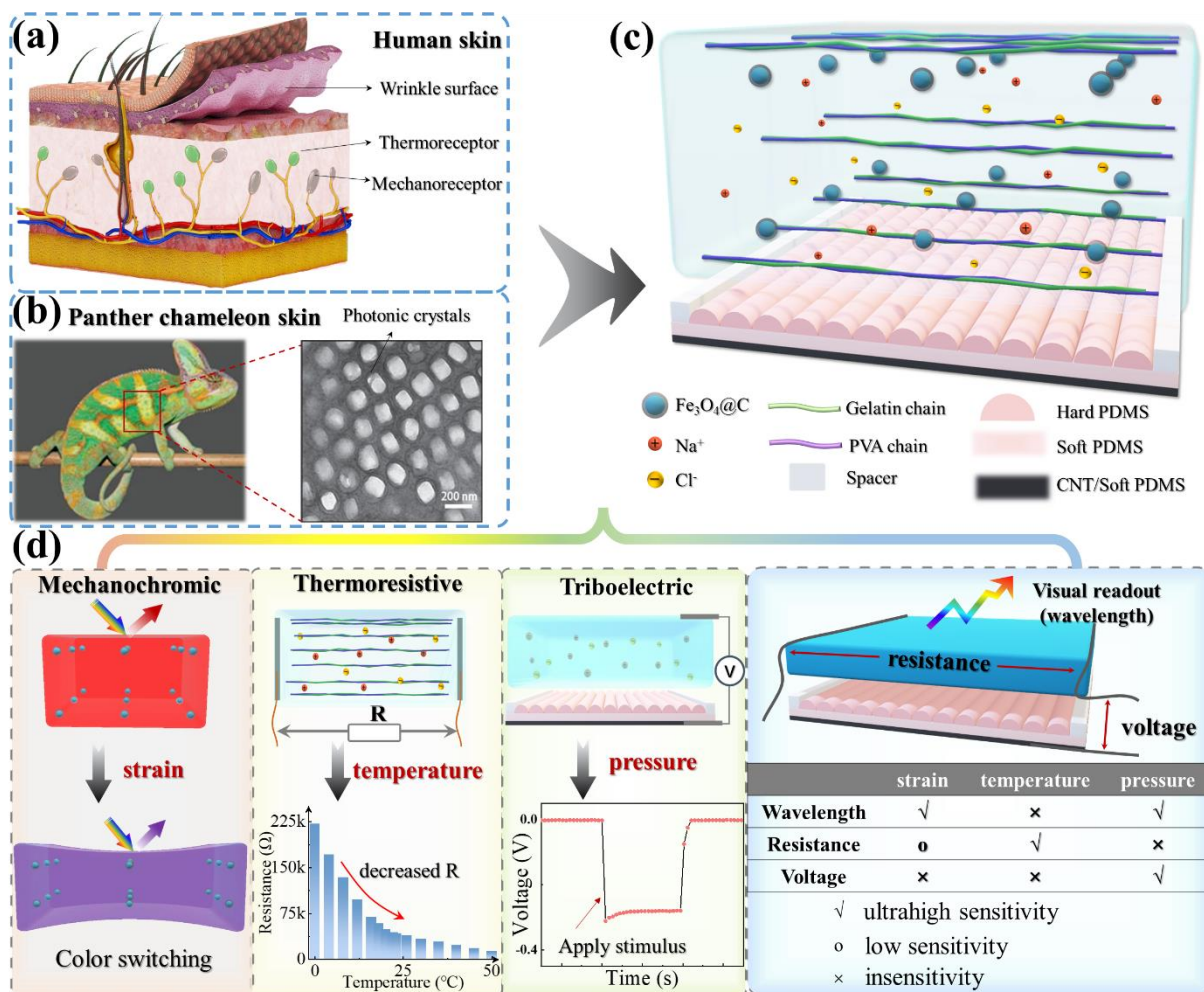 (a)
Human skin
Wrinkle surface
Thermoreceptor
Mechanoreceptor
(b)
Panther chameleon skin
Photonic crystals
200 nm
(c)
Fe₃O₄@C
Na⁺
Cl⁻
Gelatin chain
PVA chain
Spacer
Hard PDMS
Soft PDMS
CNT/Soft PDMS
(d)
Mechanochromic
strain
Color switching
Thermoresistive
R
temperature
Resistance (Ω)
225k
150k
75k
0
decreased R
0 25 50
Temperature (°C)
Triboelectric
V
pressure
Voltage (V)
0.0
-0.4
Apply stimulus
Time (s)
Visual readout
(wavelength)
resistance
voltage
strain temperature pressure
Wavelength √ × √
Resistance o √ ×
Voltage × × √
√ ultrahigh sensitivity
o low sensitivity
× insensitivity